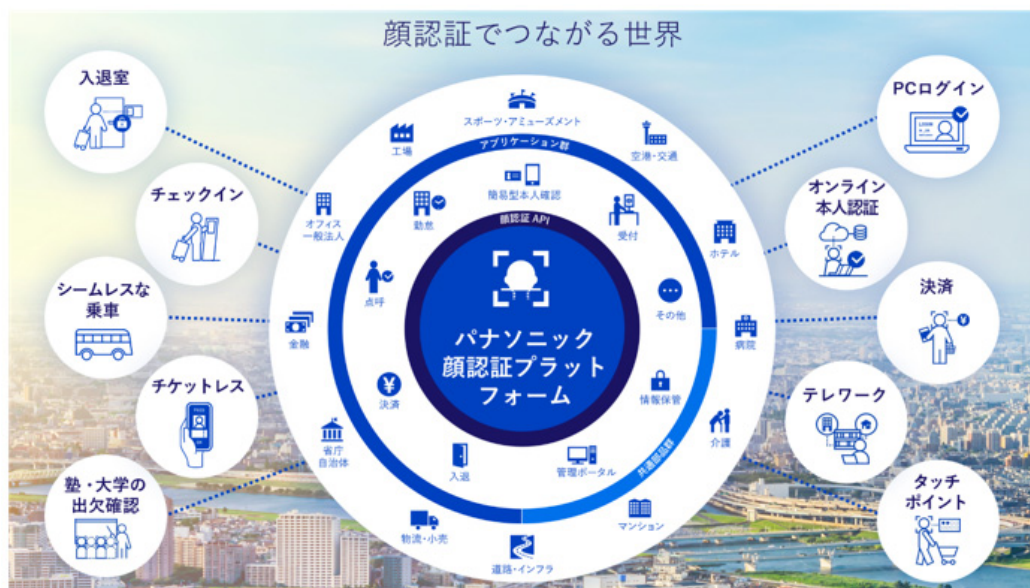 顔認証でつながる世界
入退室
チェックイン
シームレスな
乗車
チケットレス
塾・大学の
出欠確認
スポーツ・アミューズメント
工場
空港・交通
オフィス
一般法人
ホテル
金融
病院
省庁
自治体
介護
物流・小売
マンション
道路・インフラ
アプリケーション群
簡易型本人確認
勤怠
受付
点呼
その他
決済
情報保管
入退
管理ポータル
共通部品群
顔認証 API
パナソニック
顔認証プラット
フォーム
PCログイン
LOGIN
オンライン
本人認証
決済
テレワーク
タッチ
ポイント